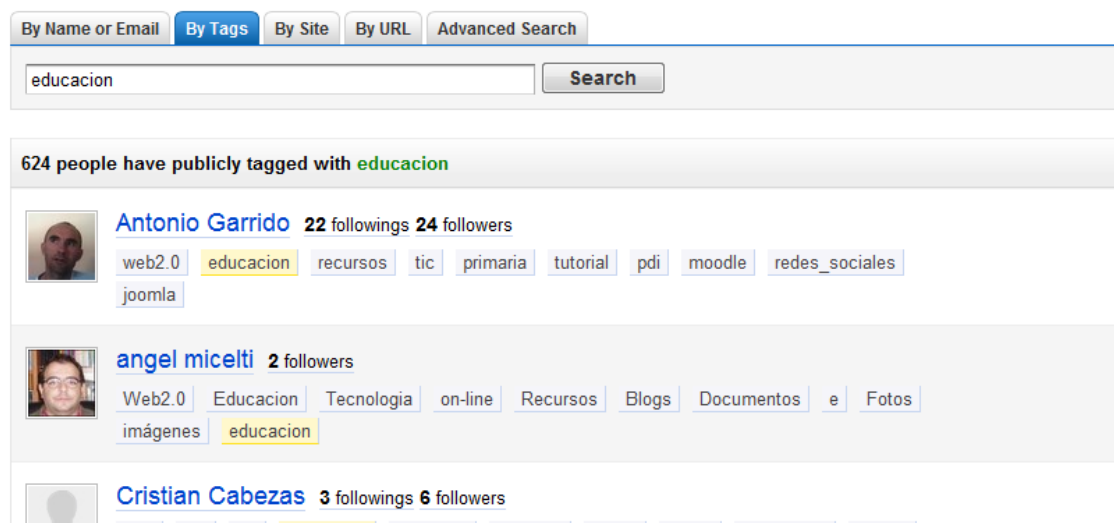 By Name or Email By Tags By Site By URL Advanced Search
educacion Search
624 people have publicly tagged with educacion
Antonio Garrido 22 followings 24 followers
web2.0 educacion recursos tic primaria tutorial pdi moodle redes_sociales
joomla
angel micelti 2 followers
Web2.0 Educacion Tecnologia on-line Recursos Blogs Documentos e Fotos
imágenes educacion
Cristian Cabezas 3 followings 6 followers